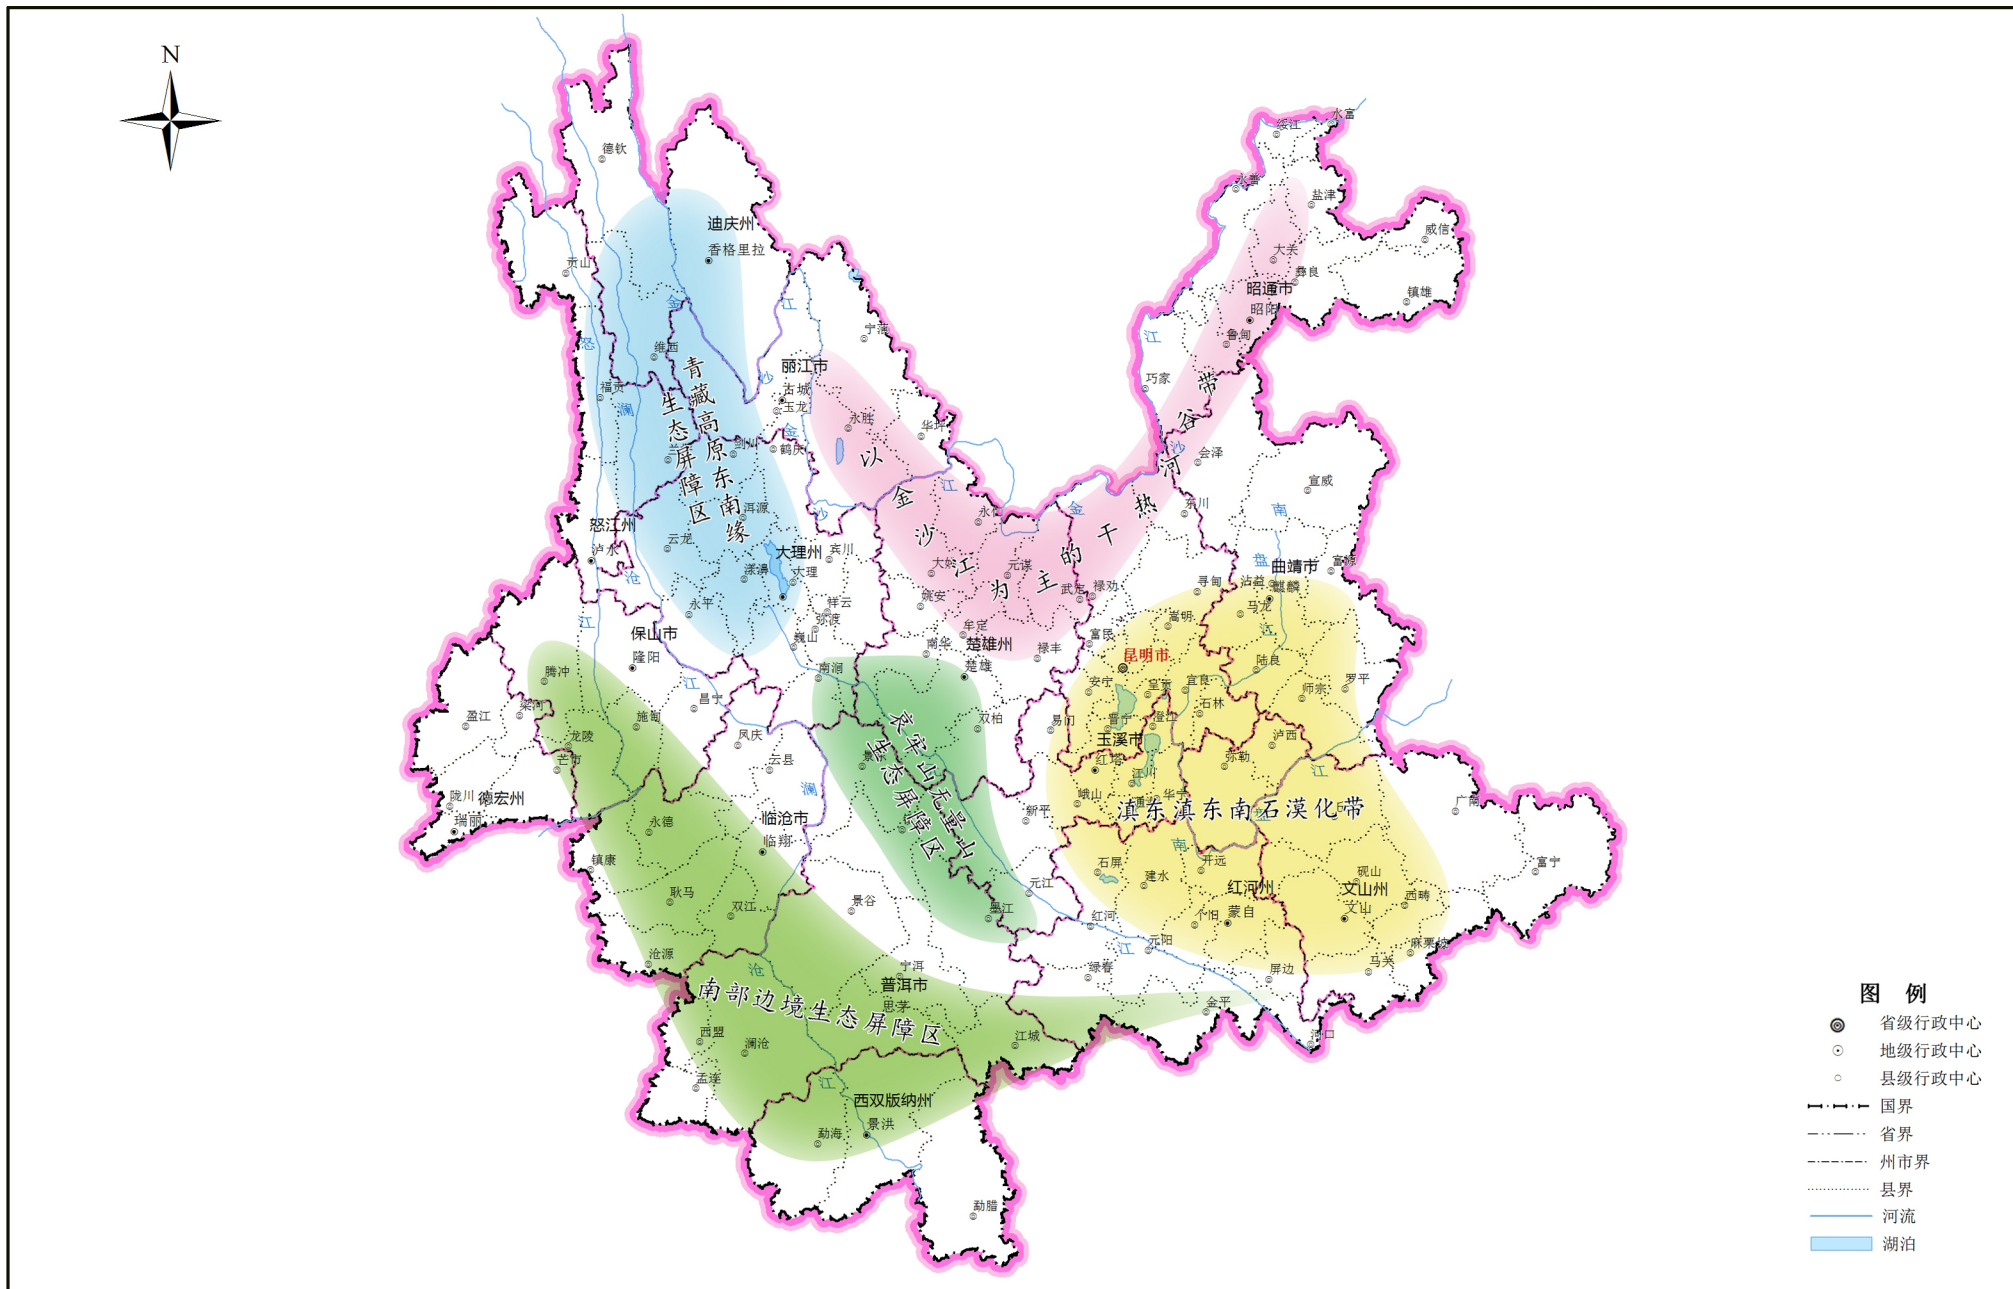 N
德钦
迪庆州
香格里拉
贡山
维西
福贡
怒
澜
沧
江
金
沙
江
青藏高原东南缘
生态屏障区
丽江市
古城
玉龙
宁蒗
永胜
华坪
剑川
鹤庆
洱源
云龙
漾濞
永平
大理州
大理
宾川
祥云
弥渡
巍山
南涧
怒江州
泸水
保山市
隆阳
昌宁
施甸
腾冲
龙陵
梁河
盈江
芒市
陇川
德宏州
瑞丽
绥江
水富
永善
盐津
大关
彝良
威信
镇雄
昭通市
昭阳
鲁甸
巧家
以金沙江为主的干热河谷带
会泽
东川
宣威
富源
曲靖市
沾益
麒麟
马龙
寻甸
陆良
师宗
罗平
南
盘
江
永仁
元谋
大姚
姚安
牟定
南华
楚雄州
楚雄
双柏
禄丰
武定
禄劝
富民
嵩明
昆明市
安宁
呈贡
宜良
石林
晋宁
澄江
易门
玉溪市
红塔
江川
通海
华宁
峨山
新平
元江
泸西
弥勒
滇东滇东南石漠化带
石屏
建水
开远
红河州
个旧
蒙自
红河
元阳
绿春
金平
屏边
河口
文山州
文山
砚山
西畴
麻栗坡
马关
广南
富宁
哀牢山无量山
生态屏障区
墨江
景谷
凤庆
云县
临沧市
临翔
永德
镇康
耿马
双江
沧源
南部边境生态屏障区
普洱市
思茅
宁洱
江城
西盟
澜沧
孟连
西双版纳州
景洪
勐海
勐腊
图 例
省级行政中心
地级行政中心
县级行政中心
国界
省界
州市界
县界
河流
湖泊